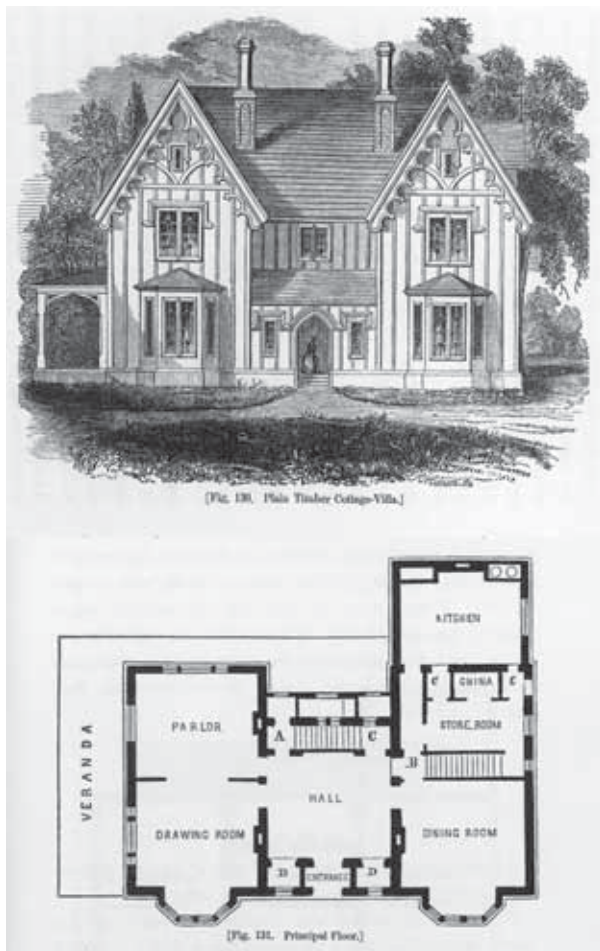 [Fig. 130. Plain Timber Cottage-Villa.]
KITCHEN
C CHINA C
PARLOR
STORE ROOM
A C
B
VERANDA
HALL
DRAWING ROOM
DINING ROOM
D ENTRANCE D
[Fig. 131. Principal Floor.]